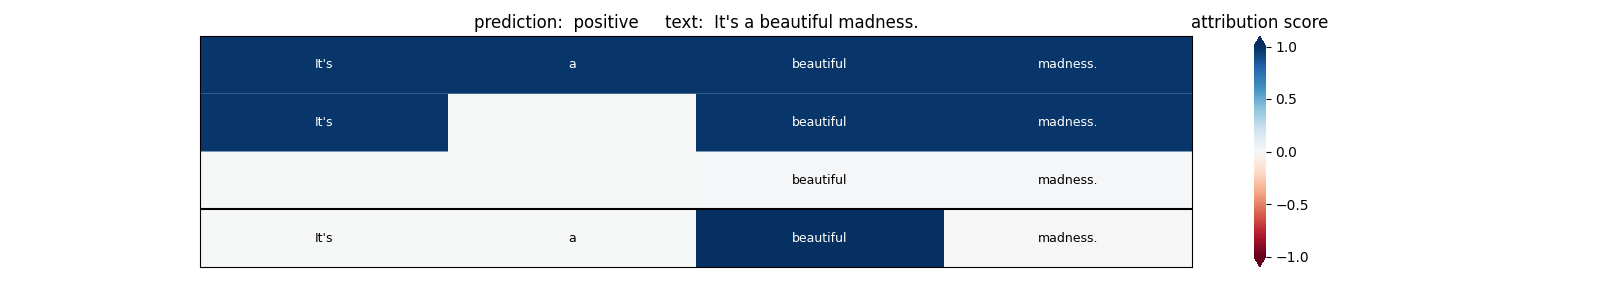 prediction:  positive     text:  It's a beautiful madness.
attribution score
It's a beautiful madness.
It's beautiful madness.
beautiful madness.
It's a beautiful madness.
1.0
0.5
0.0
−0.5
−1.0